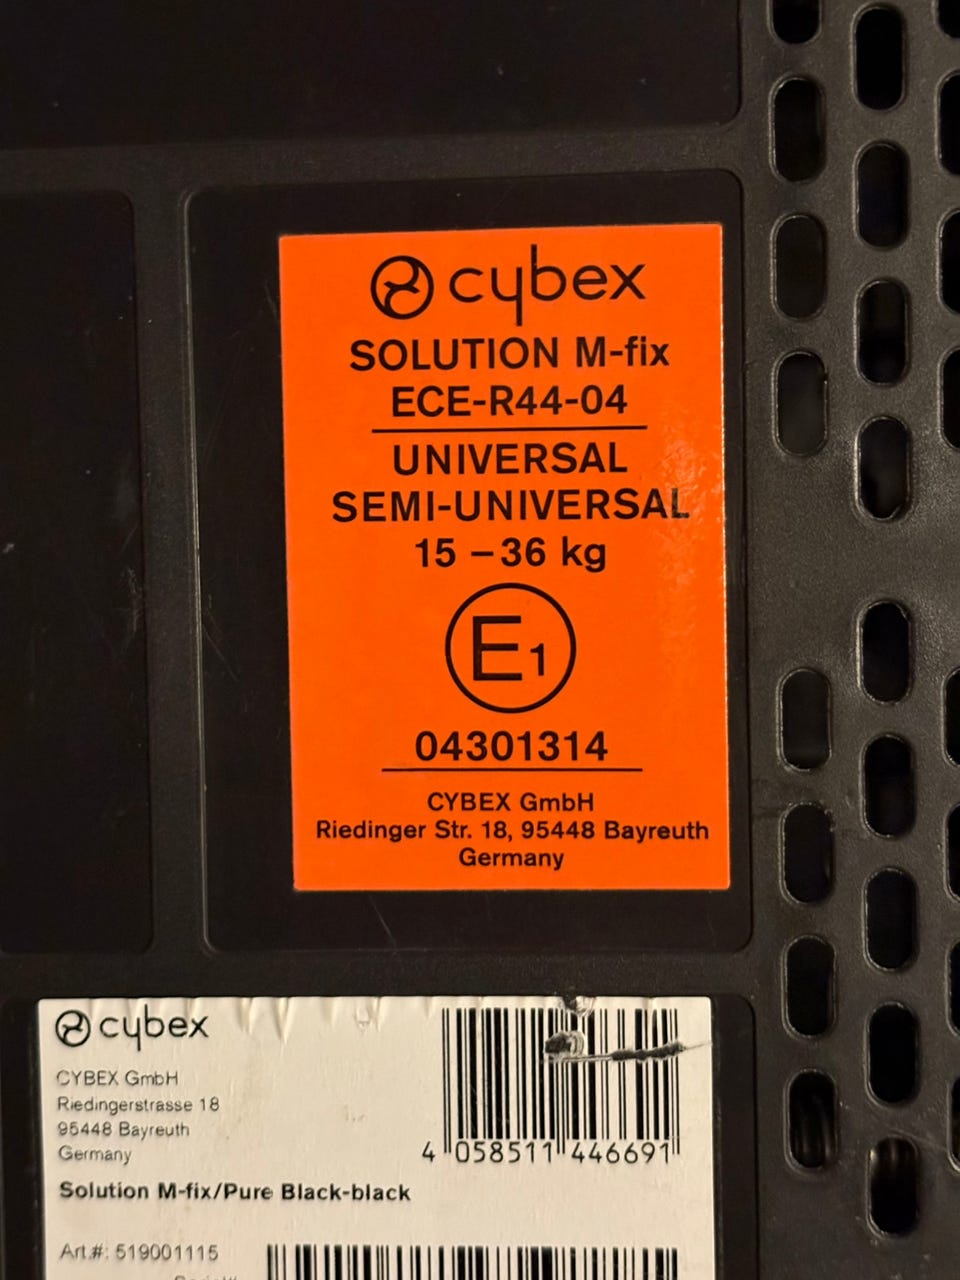 cybex
SOLUTION M-fix
ECE-R44-04
UNIVERSAL
SEMI-UNIVERSAL
15 – 36 kg
E1
04301314
CYBEX GmbH
Riedinger Str. 18, 95448 Bayreuth
Germany
cybex
CYBEX GmbH
Riedingerstrasse 18
95448 Bayreuth
Germany
4 058511 446691
Solution M-fix/Pure Black-black
Art.#: 519001115